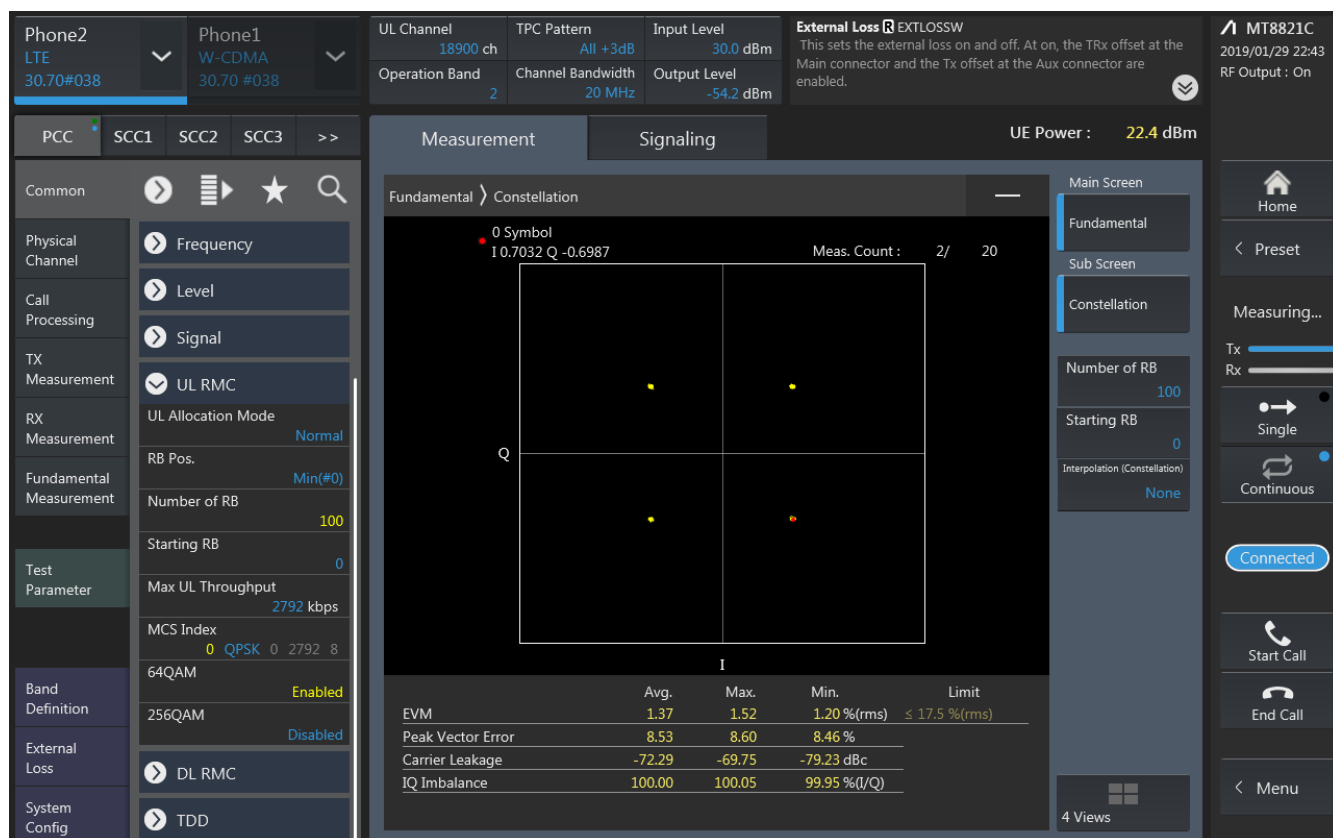 Phone2
LTE
30.70#038
Phone1
W-CDMA
30.70 #038
UL Channel
18900 ch
TPC Pattern
All +3dB
Input Level
30.0 dBm
Operation Band
2
Channel Bandwidth
20 MHz
Output Level
-54.2 dBm
External Loss R EXTLOSSW
This sets the external loss on and off. At on, the TRx offset at the
Main connector and the Tx offset at the Aux connector are
enabled.
MT8821C
2019/01/29 22:43
RF Output : On
PCC SCC1 SCC2 SCC3 >>
Measurement
Signaling
UE Power : 22.4 dBm
Common
Physical
Channel
Call
Processing
TX
Measurement
RX
Measurement
Fundamental
Measurement
Test
Parameter
Band
Definition
External
Loss
System
Config
Frequency
Level
Signal
UL RMC
UL Allocation Mode
Normal
RB Pos.
Min(#0)
Number of RB
100
Starting RB
0
Max UL Throughput
2792 kbps
MCS Index
0 QPSK 0 2792 8
64QAM
Enabled
256QAM
Disabled
DL RMC
TDD
Fundamental 〉 Constellation
0 Symbol
I 0.7032 Q -0.6987
Meas. Count : 2/ 20
Q
I
Avg. Max. Min. Limit
EVM 1.37 1.52 1.20 %(rms) ≤ 17.5 %(rms)
Peak Vector Error 8.53 8.60 8.46 %
Carrier Leakage -72.29 -69.75 -79.23 dBc
IQ Imbalance 100.00 100.05 99.95 %(I/Q)
Main Screen
Fundamental
Sub Screen
Constellation
Number of RB
100
Starting RB
0
Interpolation (Constellation)
None
4 Views
Home
< Preset
Measuring...
Tx
Rx
Single
Continuous
Connected
Start Call
End Call
< Menu